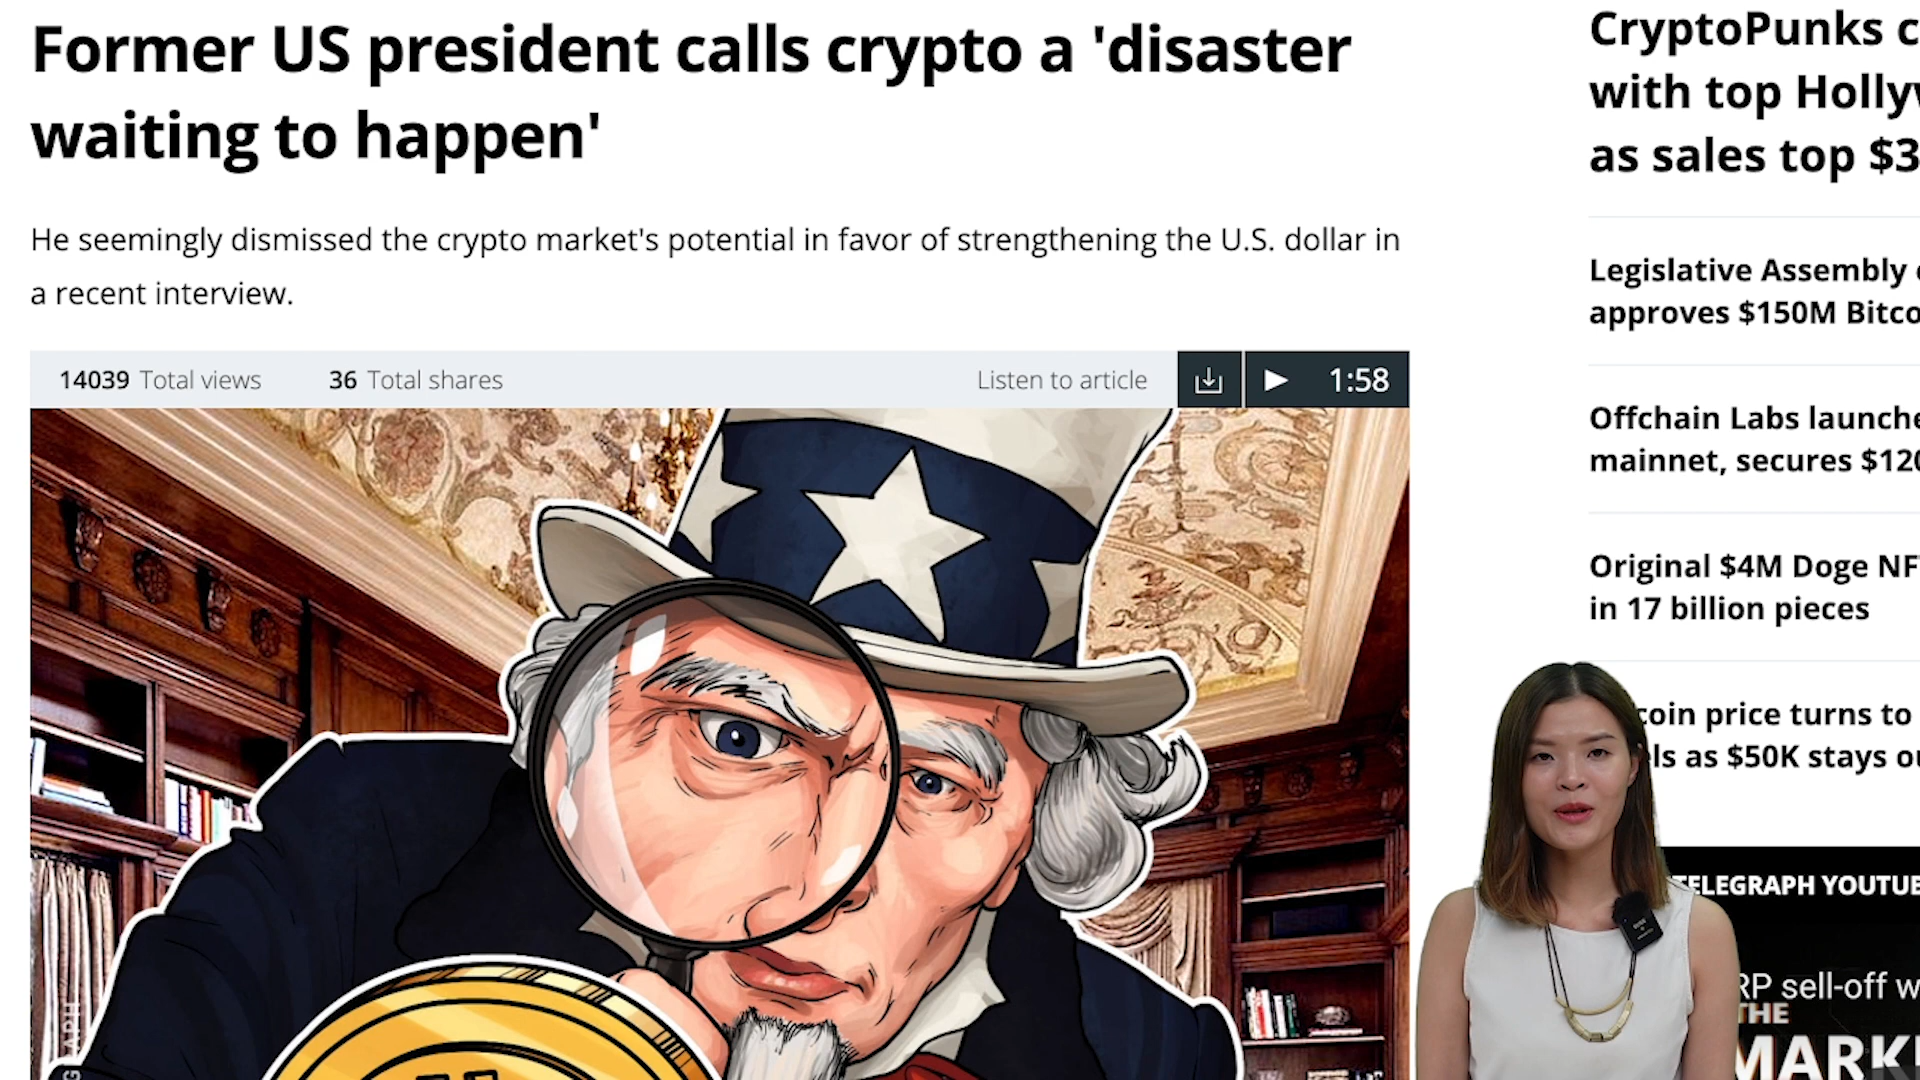 Former US president calls crypto a 'disaster
waiting to happen'
He seemingly dismissed the crypto market's potential in favor of strengthening the U.S. dollar in
a recent interview.
14039 Total views 36 Total shares Listen to article 1:58
CryptoPunks
with top
as sales top $3
Legislative Assembly
approves $150M
Offchain Labs
mainnet, secures
Original $4M Doge
in 17 billion pieces
price turns to
as $50K stays
YOUTUBE
sell-off
THE